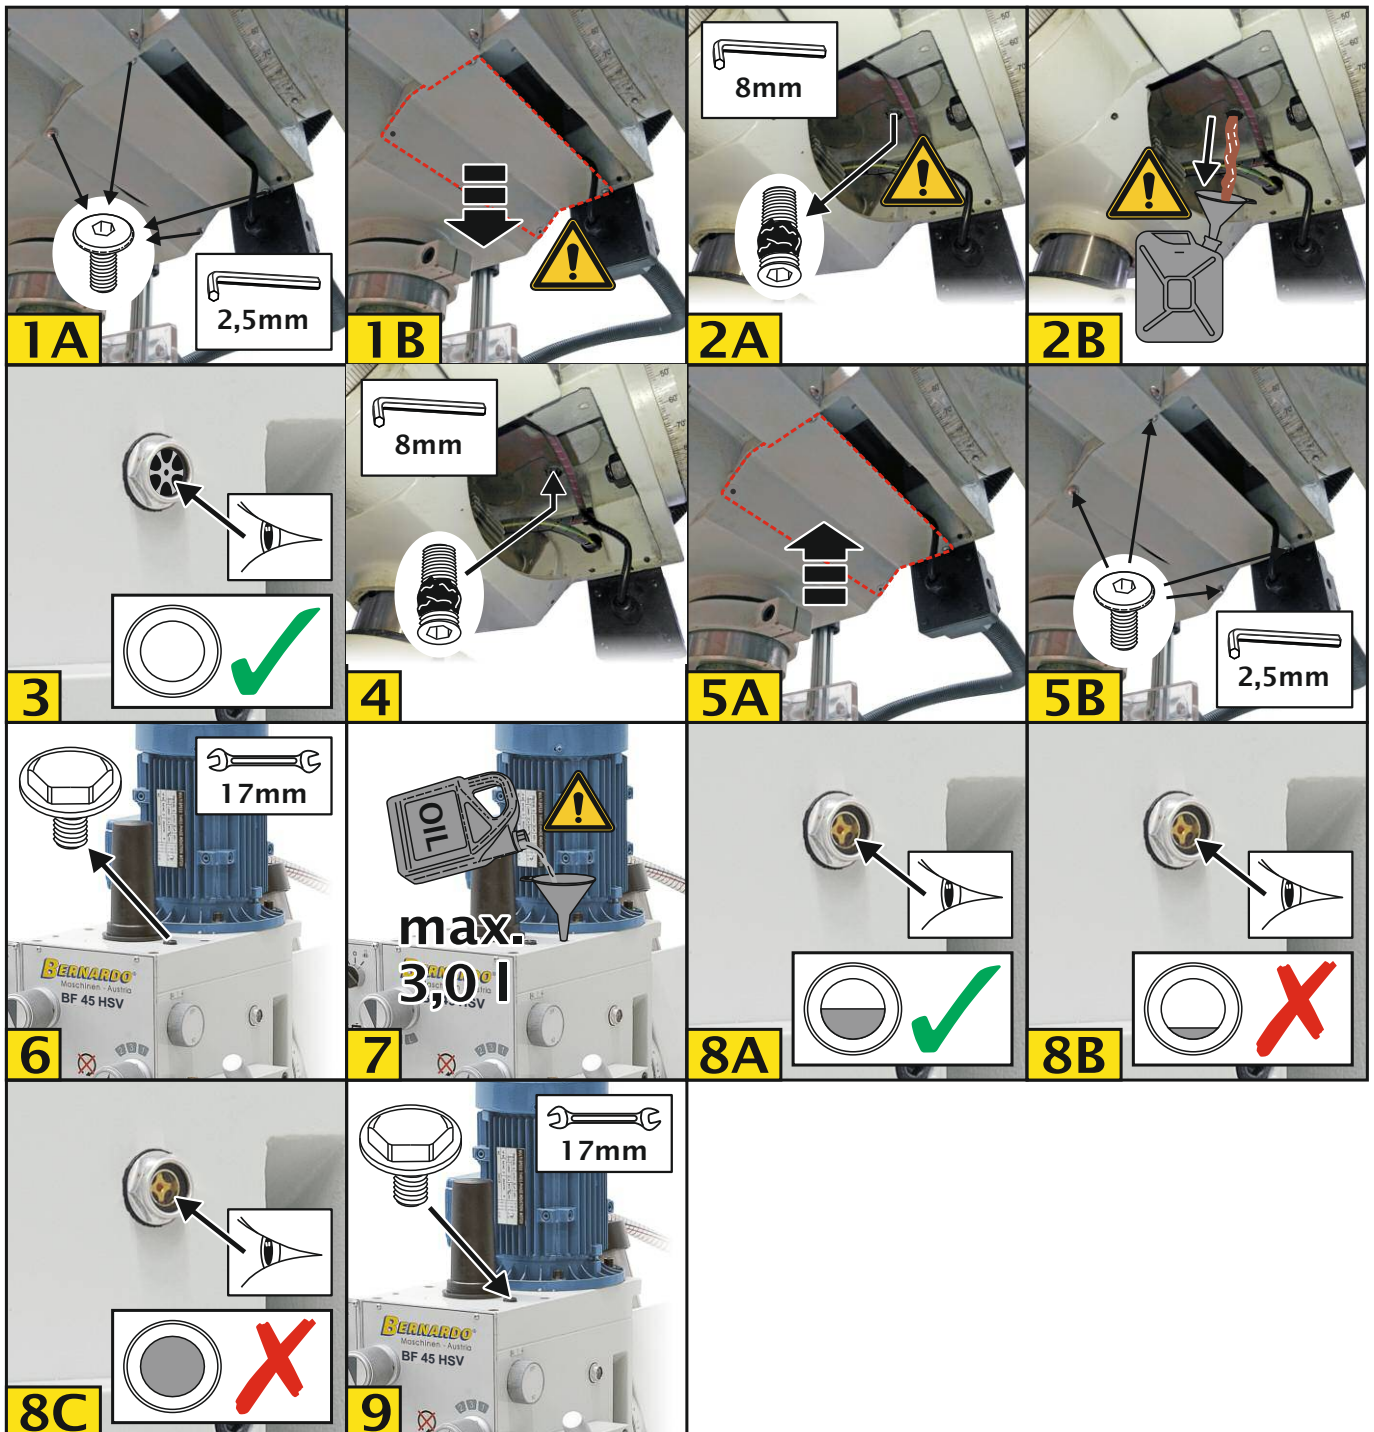 1A
2,5mm
1B
8mm
2A
2B
3
8mm
4
5A
2,5mm
5B
17mm
BERNARDO
Maschinen - Austria
BF 45 HSV
6
OIL
max.
3,0 l
7
8A
8B
8C
17mm
BERNARDO
Maschinen - Austria
BF 45 HSV
9